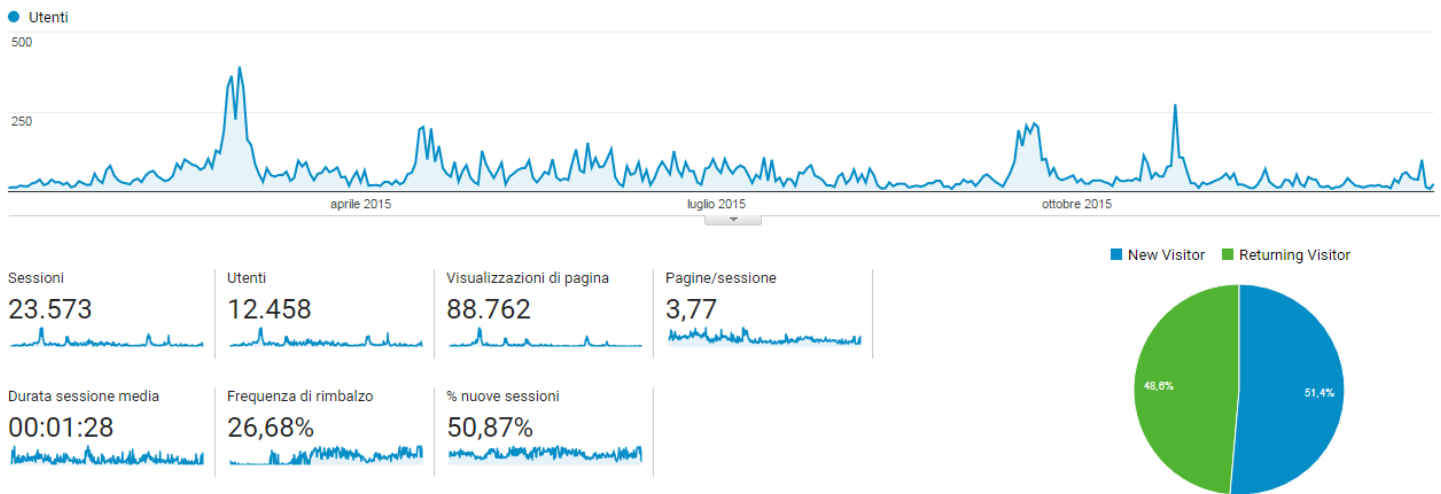 Utenti
500
250
aprile 2015
luglio 2015
ottobre 2015
New Visitor
Returning Visitor
Sessioni
23.573
Utenti
12.458
Visualizzazioni di pagina
88.762
Pagine/sessione
3,77
48,6%
51,4%
Durata sessione media
00:01:28
Frequenza di rimbalzo
26,68%
% nuove sessioni
50,87%